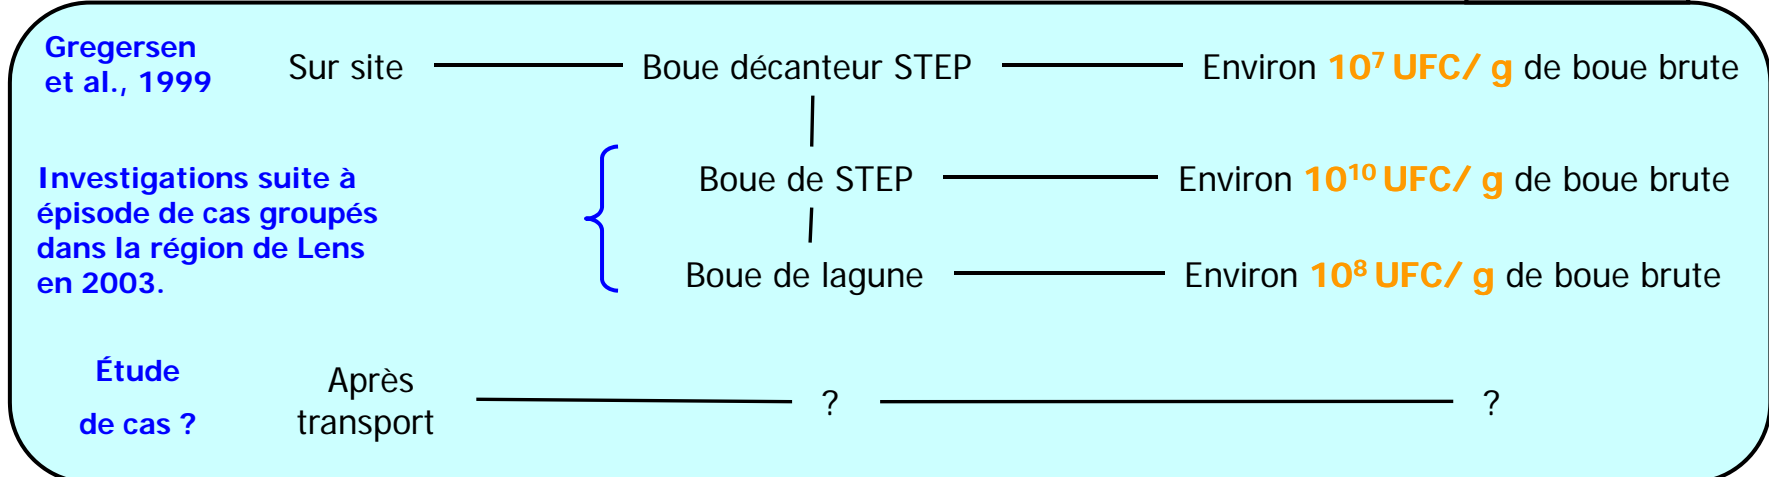 Gregersen
et al., 1999
Sur site
Boue décanteur STEP
Environ 10⁷ UFC/ g de boue brute
Investigations suite à
épisode de cas groupés
dans la région de Lens
en 2003.
Boue de STEP
Environ 10¹⁰ UFC/ g de boue brute
Boue de lagune
Environ 10⁸ UFC/ g de boue brute
Étude
de cas ?
Après
transport
?
?